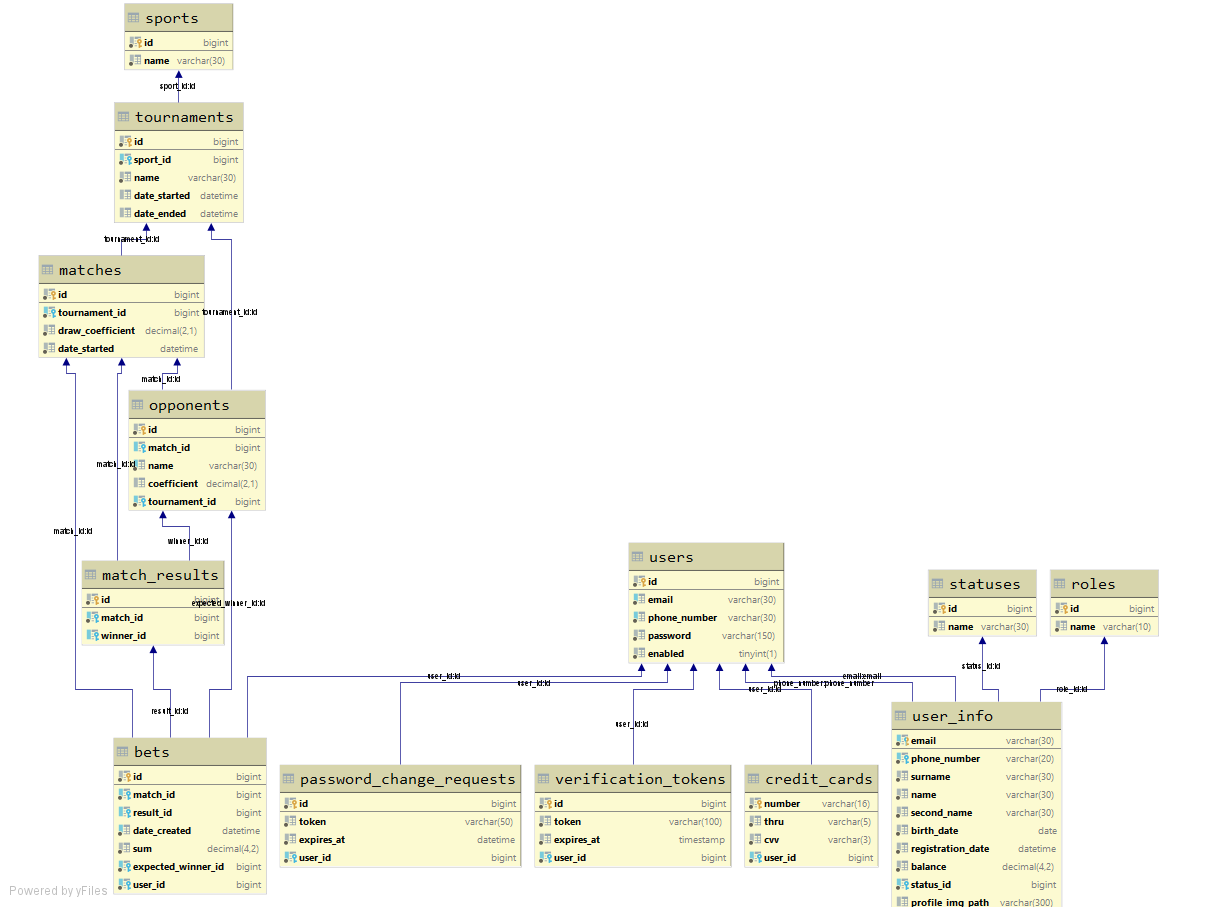 sports
id bigint
name varchar(30)
sport_id:id
tournaments
id bigint
sport_id bigint
name varchar(30)
date_started datetime
date_ended datetime
tournament_id:id
matches
id bigint
tournament_id bigint
draw_coefficient decimal(2,1)
date_started datetime
tournament_id:id
match_id:id
opponents
id bigint
match_id bigint
name varchar(30)
coefficient decimal(2,1)
tournament_id bigint
match_id:id
match_id:id
winner_id:id
match_results
id bigint
match_id bigint
winner_id bigint
expected_winner_id:id
result_id:id
bets
id bigint
match_id bigint
result_id bigint
date_created datetime
sum decimal(4,2)
expected_winner_id bigint
user_id bigint
users
id bigint
email varchar(30)
phone_number varchar(30)
password varchar(150)
enabled tinyint(1)
user_id:id
user_id:id
user_id:id
user_id:id
phone_number:phone_number
email:email
statuses
id bigint
name varchar(30)
status_id:id
roles
id bigint
name varchar(10)
role_id:id
password_change_requests
id bigint
token varchar(50)
expires_at datetime
user_id bigint
verification_tokens
id bigint
token varchar(100)
expires_at timestamp
user_id bigint
credit_cards
number varchar(16)
thru varchar(5)
cvv varchar(3)
user_id bigint
user_info
email varchar(30)
phone_number varchar(20)
surname varchar(30)
name varchar(30)
second_name varchar(30)
birth_date date
registration_date datetime
balance decimal(4,2)
status_id bigint
profile_img_path varchar(300)
Powered by yFiles